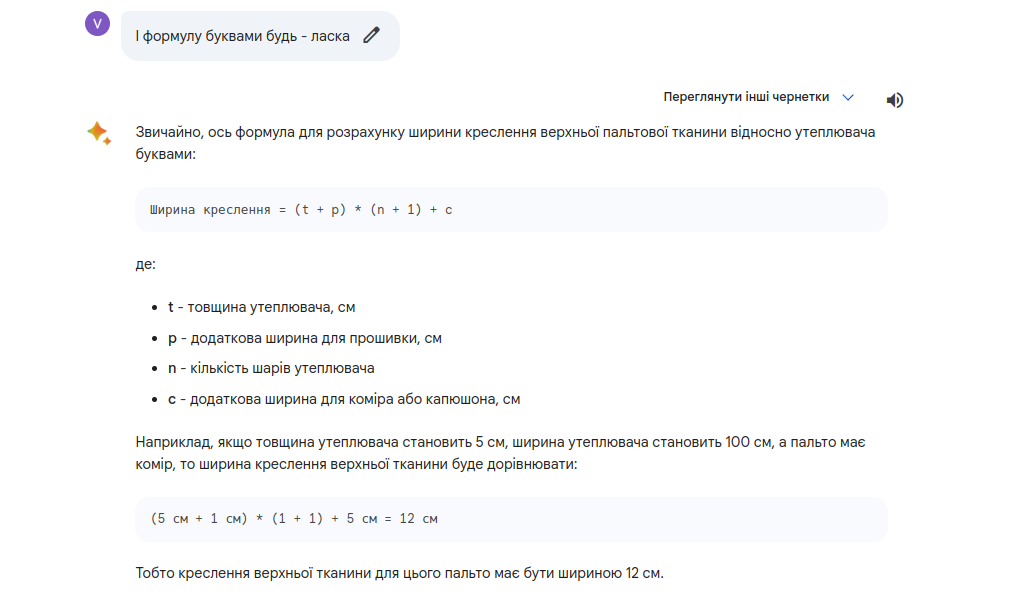 V
І формулу буквами будь - ласка
Переглянути інші чернетки
Звичайно, ось формула для розрахунку ширини креслення верхньої пальтової тканини відносно утеплювача
буквами:
Ширина креслення = (t + p) * (n + 1) + c
де:
• t - товщина утеплювача, см
• p - додаткова ширина для прошивки, см
• n - кількість шарів утеплювача
• c - додаткова ширина для коміра або капюшона, см
Наприклад, якщо товщина утеплювача становить 5 см, ширина утеплювача становить 100 см, а пальто має
комір, то ширина креслення верхньої тканини буде дорівнювати:
(5 см + 1 см) * (1 + 1) + 5 см = 12 см
Тобто креслення верхньої тканини для цього пальто має бути шириною 12 см.